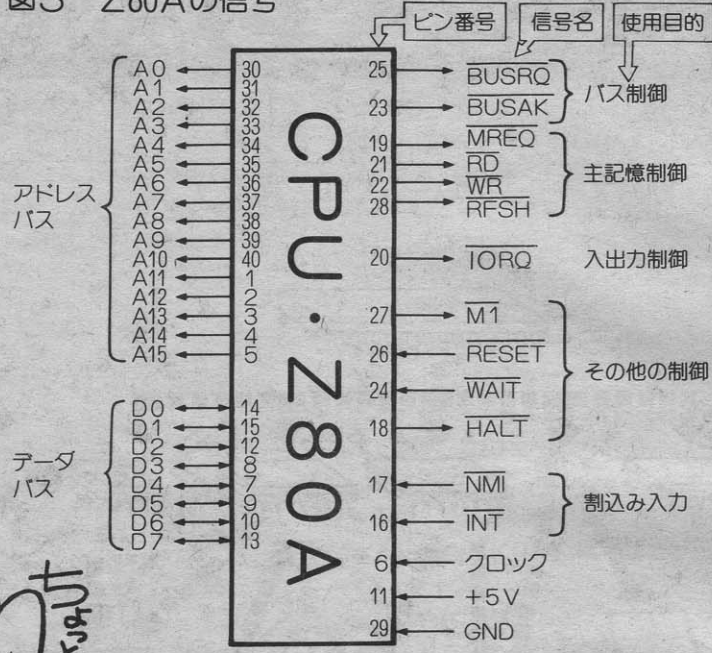 図3 Z80Aの信号
ピン番号 信号名 使用目的
アドレス
バス
A0 30
A1 31
A2 32
A3 33
A4 34
A5 35
A6 36
A7 37
A8 38
A9 39
A10 40
A11 1
A12 2
A13 3
A14 4
A15 5
データ
バス
D0 14
D1 15
D2 12
D3 8
D4 7
D5 9
D6 10
D7 13
CPU・Z80A
25 BUSRQ
23 BUSAK
バス制御
19 MREQ
21 RD
22 WR
28 RFSH
主記憶制御
20 IORQ 入出力制御
27 M1
26 RESET
24 WAIT
18 HALT
その他の制御
17 NMI
16 INT
割込み入力
6 クロック
11 +5V
29 GND